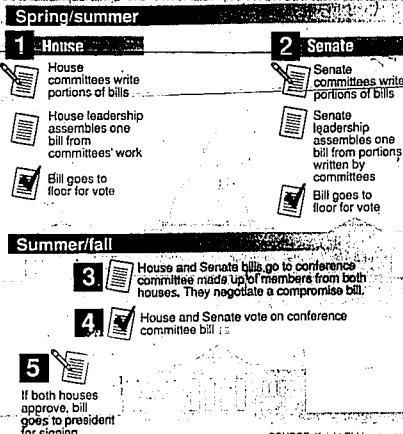 Spring/summer
1 House
House
committees write
portions of bills
House leadership
assembles one
bill from
committees' work
Bill goes to
floor for vote
2 Senate
Senate
committees write
portions of bills
Senate
leadership
assembles one
bill from portions
written by
committees
Bill goes to
floor for vote
Summer/fall
3. House and Senate bills go to conference
committee made up of members from both
houses. They negotiate a compromise bill.
4. House and Senate vote on conference
committee bill
5
If both houses
approve, bill
goes to president
for signing